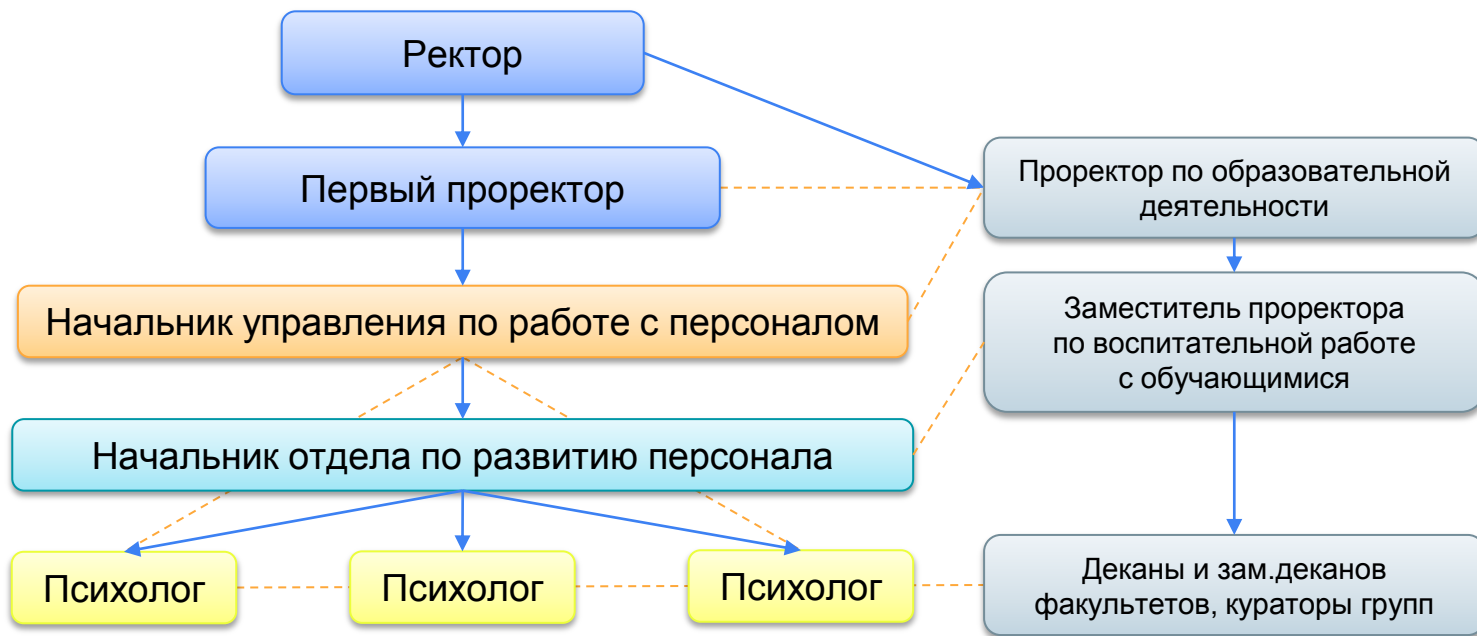 Ректор
Первый проректор
Проректор по образовательной
деятельности
Начальник управления по работе с персоналом
Заместитель проректора
по воспитательной работе
с обучающимися
Начальник отдела по развитию персонала
Психолог
Психолог
Психолог
Деканы и зам.деканов
факультетов, кураторы групп